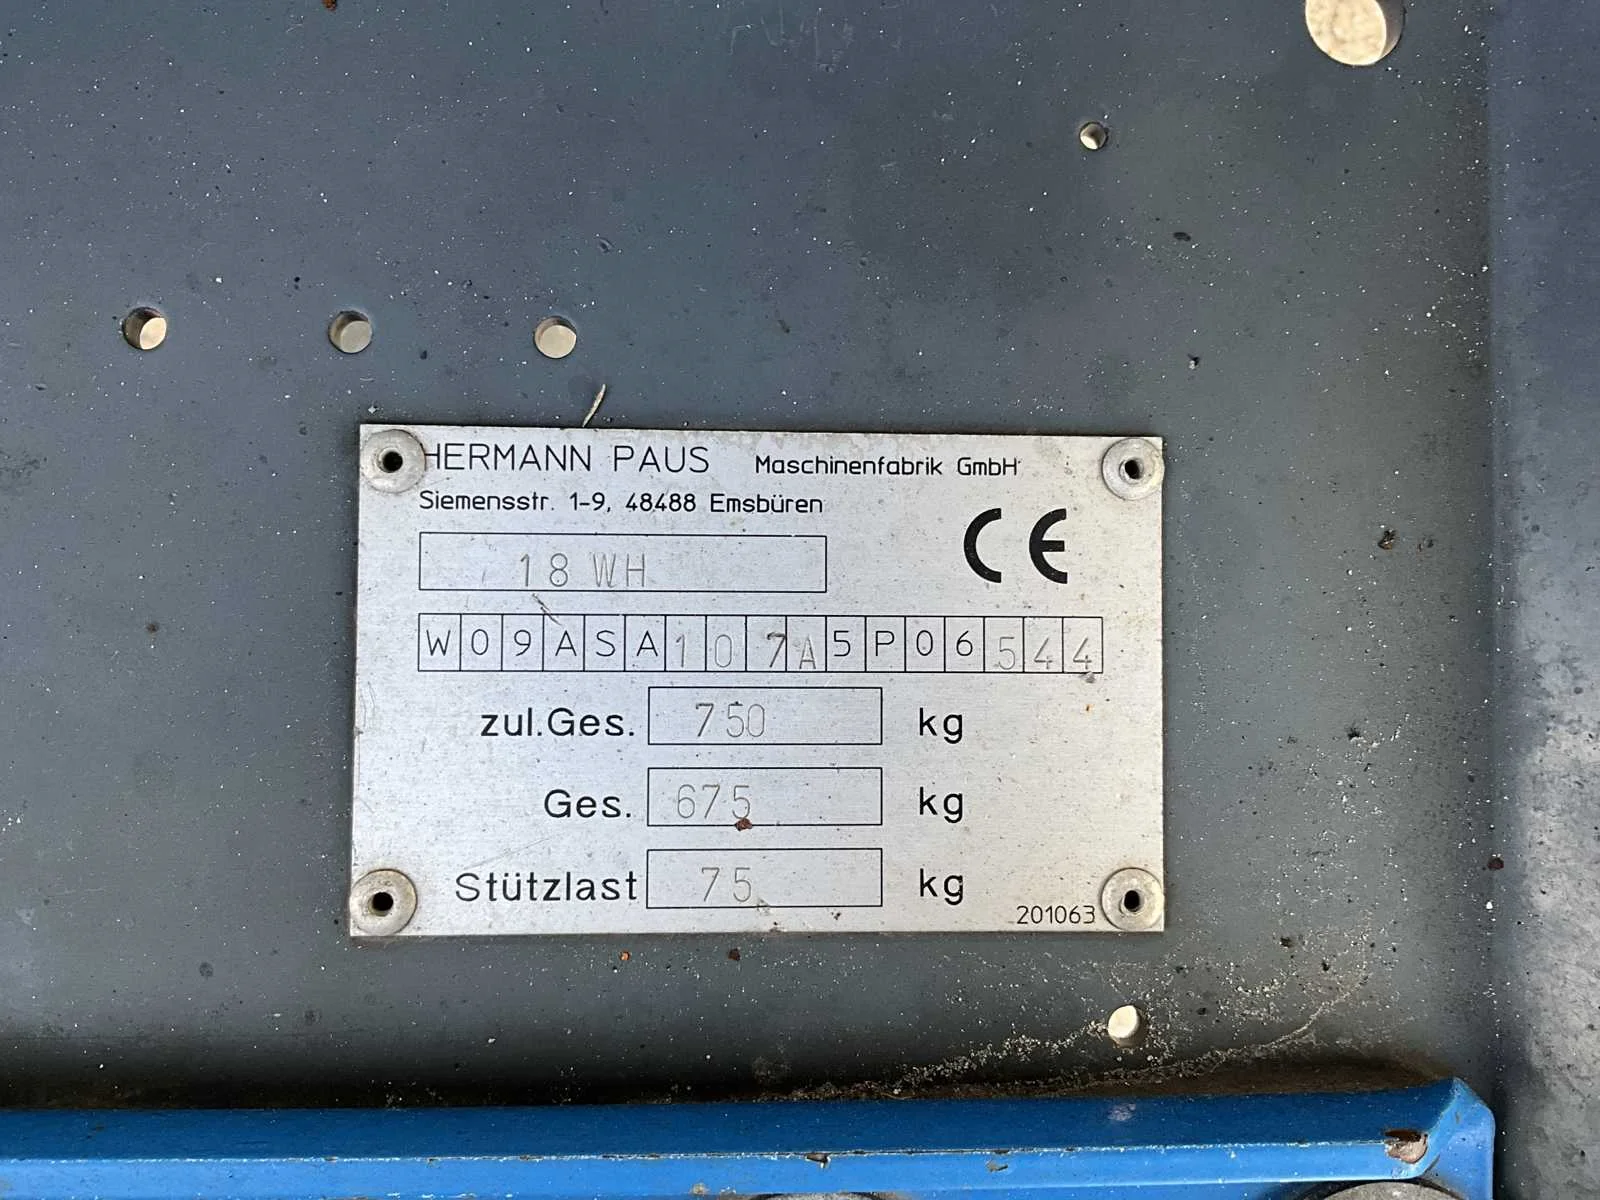 HERMANN PAUS Maschinenfabrik GmbH
Siemensstr. 1-9, 48488 Emsbüren
CE
18 WH
W09ASA107A5P06544
zul.Ges. 750 kg
Ges. 675 kg
Stützlast 75 kg
201063